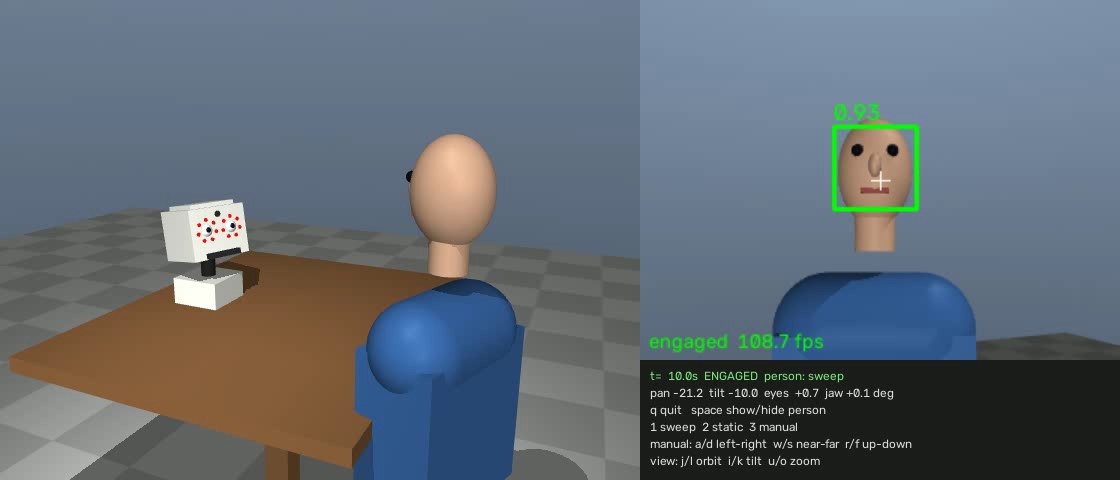 0.93
engaged 108.7 fps
t= 10.0s ENGAGED person: sweep
pan -21.2 tilt -10.0 eyes +0.7 jaw +0.1 deg
q quit space show/hide person
1 sweep 2 static 3 manual
manual: a/d left-right w/s near-far r/f up-down
view: j/l orbit i/k tilt u/o zoom